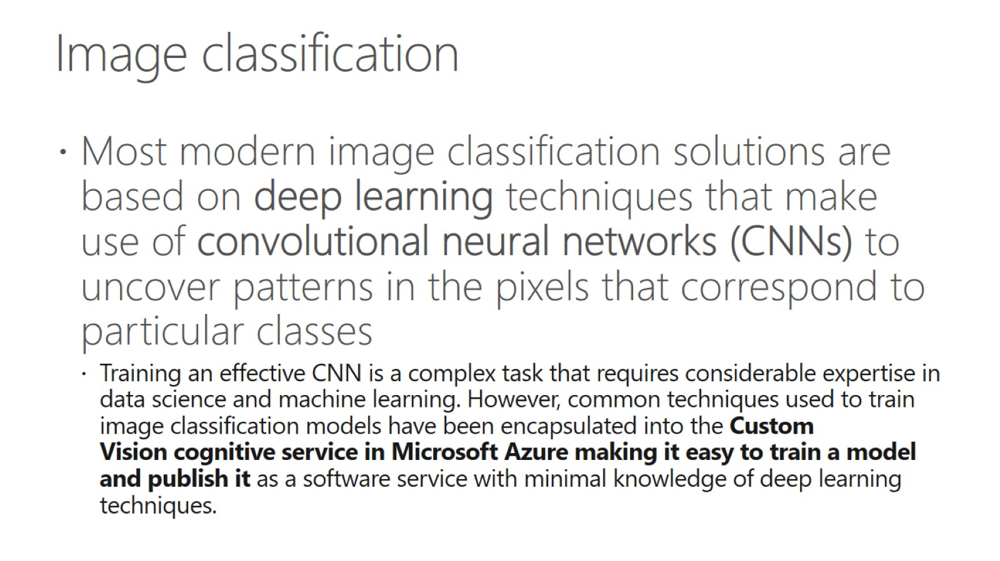 Image classification
• Most modern image classification solutions are
based on deep learning techniques that make
use of convolutional neural networks (CNNs) to
uncover patterns in the pixels that correspond to
particular classes
• Training an effective CNN is a complex task that requires considerable expertise in
data science and machine learning. However, common techniques used to train
image classification models have been encapsulated into the Custom
Vision cognitive service in Microsoft Azure making it easy to train a model
and publish it as a software service with minimal knowledge of deep learning
techniques.